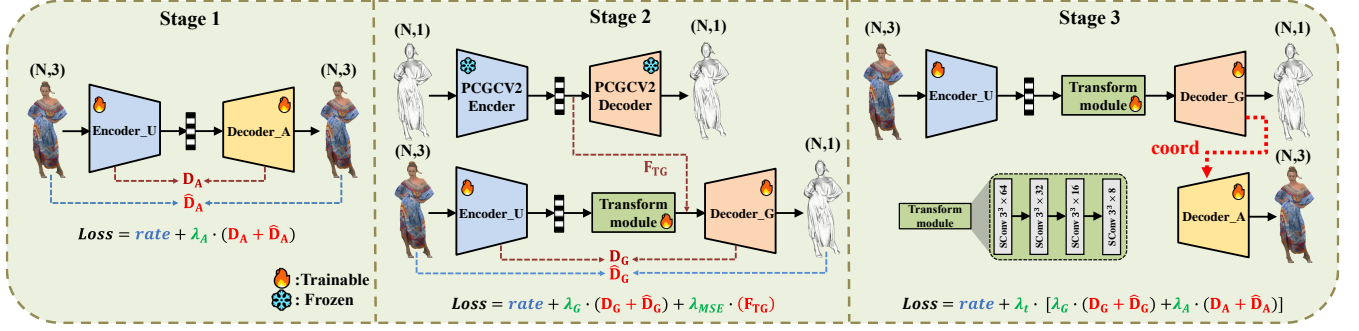 Stage 1
(N,3)
(N,3)
Encoder_U
Decoder_A
D_A
D̂_A
Loss = rate + λ_A · (D_A + D̂_A)
: Trainable
: Frozen
Stage 2
(N,1)
(N,1)
PCGCV2
Encder
PCGCV2
Decoder
F_TG
(N,3)
(N,1)
Encoder_U
Transform
module
Decoder_G
D_G
D̂_G
Loss = rate + λ_G · (D_G + D̂_G) + λ_MSE · (F_TG)
Stage 3
(N,3)
(N,1)
Encoder_U
Transform
module
Decoder_G
coord
(N,3)
Decoder_A
Transform
module
SConv 3³ × 64
SConv 3³ × 32
SConv 3³ × 16
SConv 3³ × 8
Loss = rate + λ_t · [λ_G · (D_G + D̂_G) + λ_A · (D_A + D̂_A)]